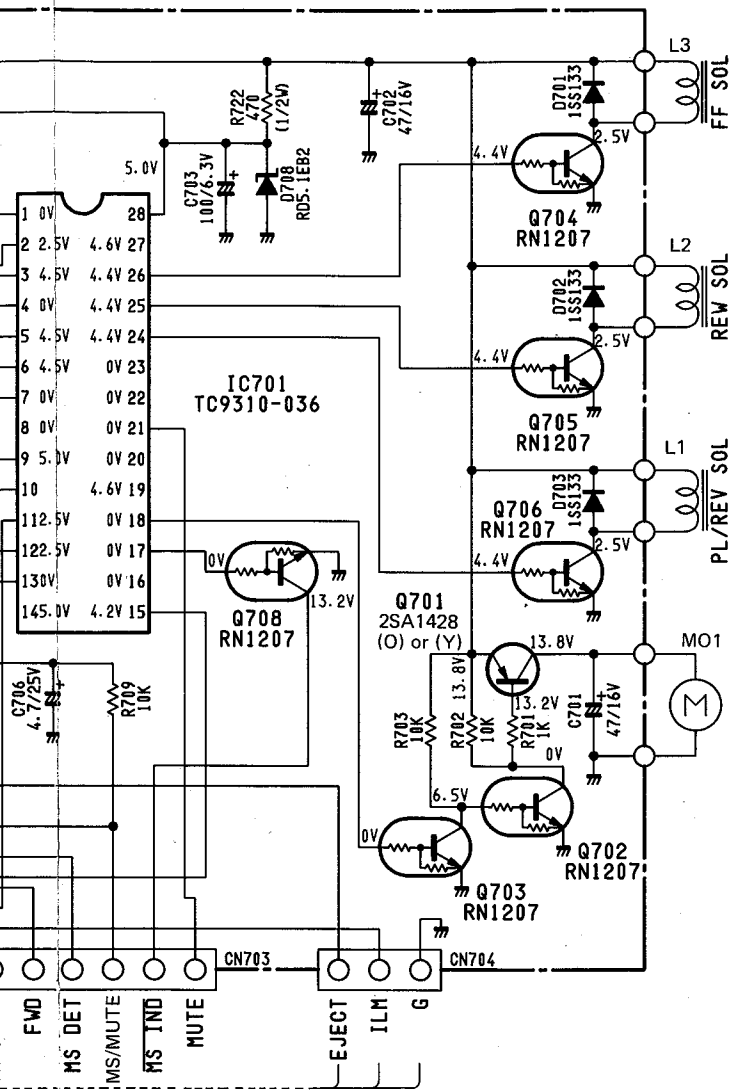 L3
FF SOL
D701
1SS133
R722
470
(1/2W)
C702
47/16V
2.5V
4.4V
Q704
RN1207
5.0V
C703
100/6.3V
D708
RD5.1EB2
1 0V
28
2 2.5V
4.6V 27
3 4.5V
4.4V 26
4 0V
4.4V 25
5 4.5V
4.4V 24
6 4.5V
0V 23
7 0V
0V 22
8 0V
0V 21
9 5.0V
0V 20
10
4.6V 19
11 2.5V
0V 18
12 2.5V
0V 17
13 0V
0V 16
14 5.0V
4.2V 15
IC701
TC9310-036
L2
REW SOL
D702
1SS133
2.5V
4.4V
Q705
RN1207
L1
PL/REV SOL
D703
1SS133
Q706
RN1207
2.5V
4.4V
0V
13.2V
Q708
RN1207
Q701
2SA1428
(O) or (Y)
13.8V
13.8V
13.2V
MO1
M
C706
4.7/25V
R709
10K
R703
10K
R702
10K
R701
1K
C701
47/16V
0V
6.5V
0V
Q702
RN1207
Q703
RN1207
CN703
CN704
FWD
MS DET
MS/MUTE
MS IND
MUTE
EJECT
ILM
G